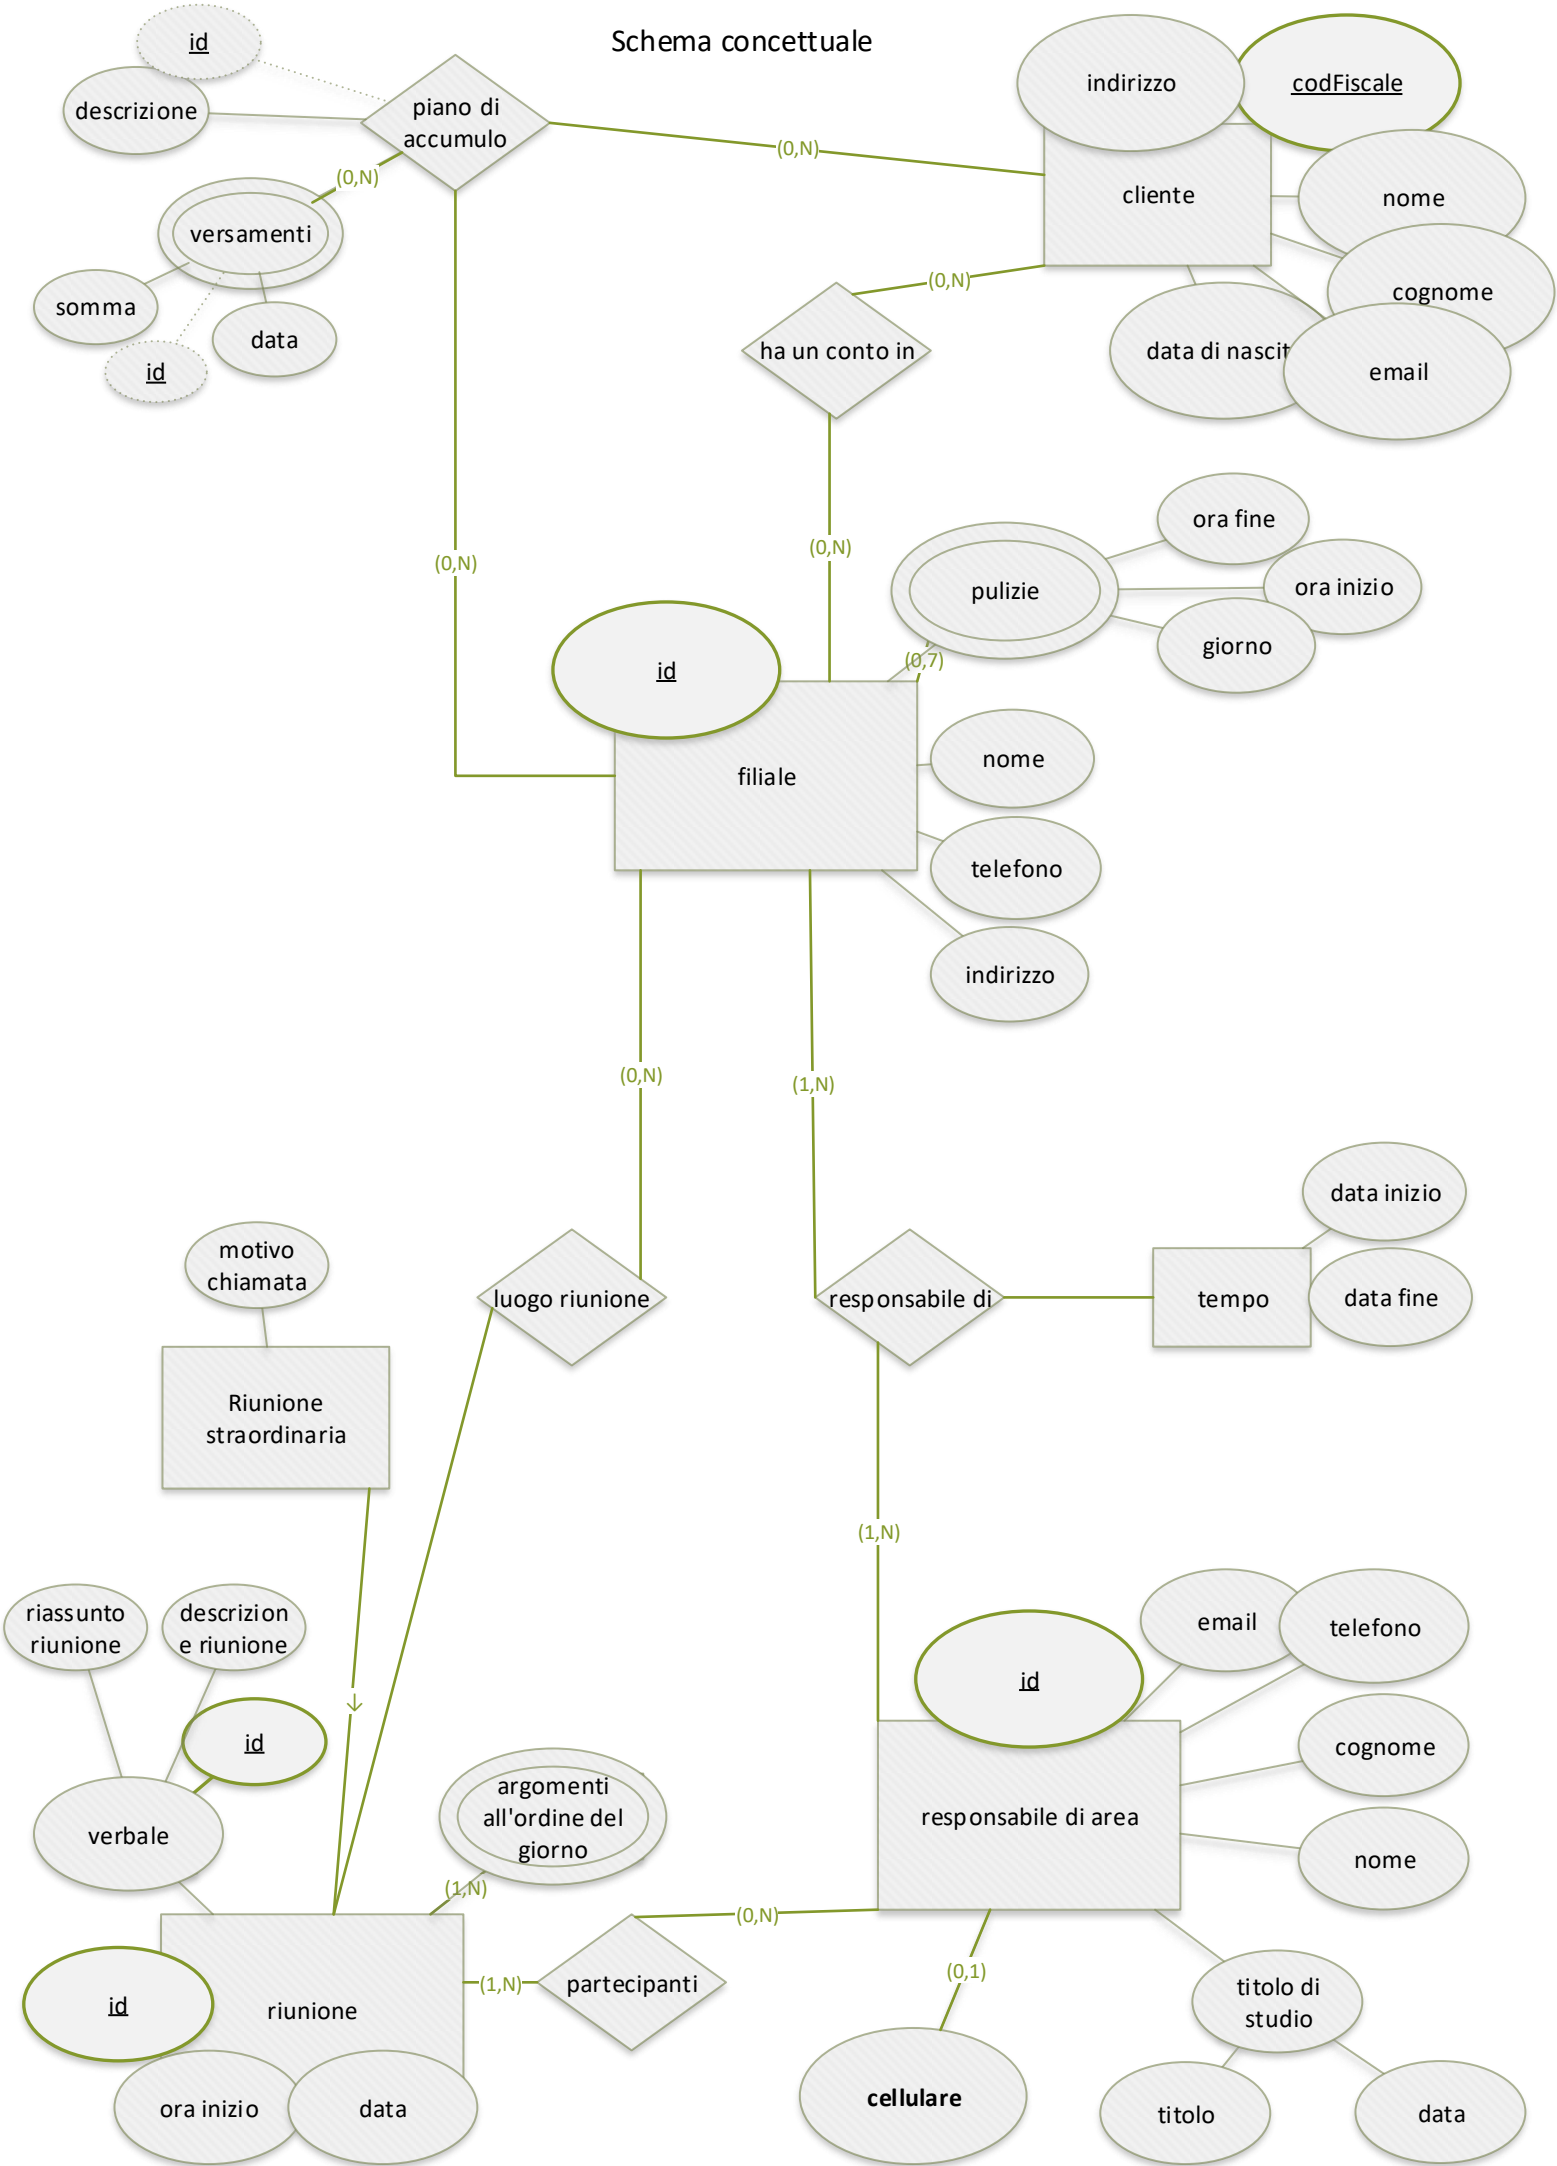 Schema concettuale
id
descrizione
piano di
accumulo
(0,N)
versamenti
somma
id
data
(0,N)
indirizzo
codFiscale
cliente
nome
cognome
data di nascit
email
(0,N)
ha un conto in
(0,N)
(0,N)
pulizie
ora fine
ora inizio
giorno
(0,7)
id
filiale
nome
telefono
indirizzo
(0,N)
(1,N)
motivo
chiamata
luogo riunione
responsabile di
tempo
data inizio
data fine
Riunione
straordinaria
(1,N)
riassunto
riunione
descrizion
e riunione
id
verbale
argomenti
all'ordine del
giorno
(1,N)
id
email
telefono
cognome
nome
responsabile di area
(0,N)
partecipanti
(1,N)
riunione
id
ora inizio
data
(0,1)
cellulare
titolo di
studio
titolo
data